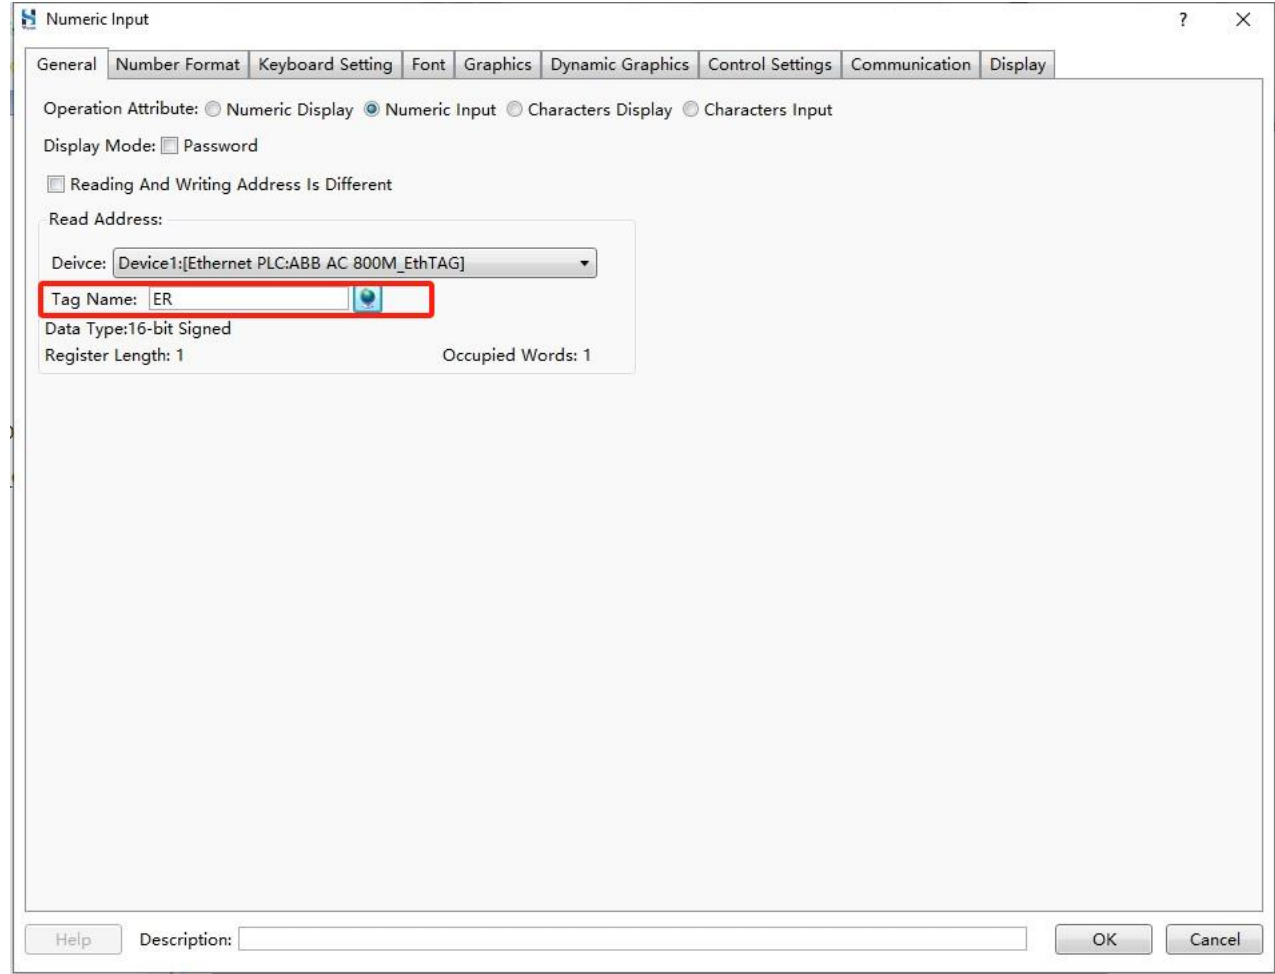 Numeric Input ?
General Number Format Keyboard Setting Font Graphics Dynamic Graphics Control Settings Communication Display
Operation Attribute: Numeric Display Numeric Input Characters Display Characters Input
Display Mode: Password
Reading And Writing Address Is Different
Read Address:
Deivce: Device1:[Ethernet PLC:ABB AC 800M_EthTAG]
Tag Name: ER
Data Type:16-bit Signed
Register Length: 1 Occupied Words: 1
Help Description: OK Cancel